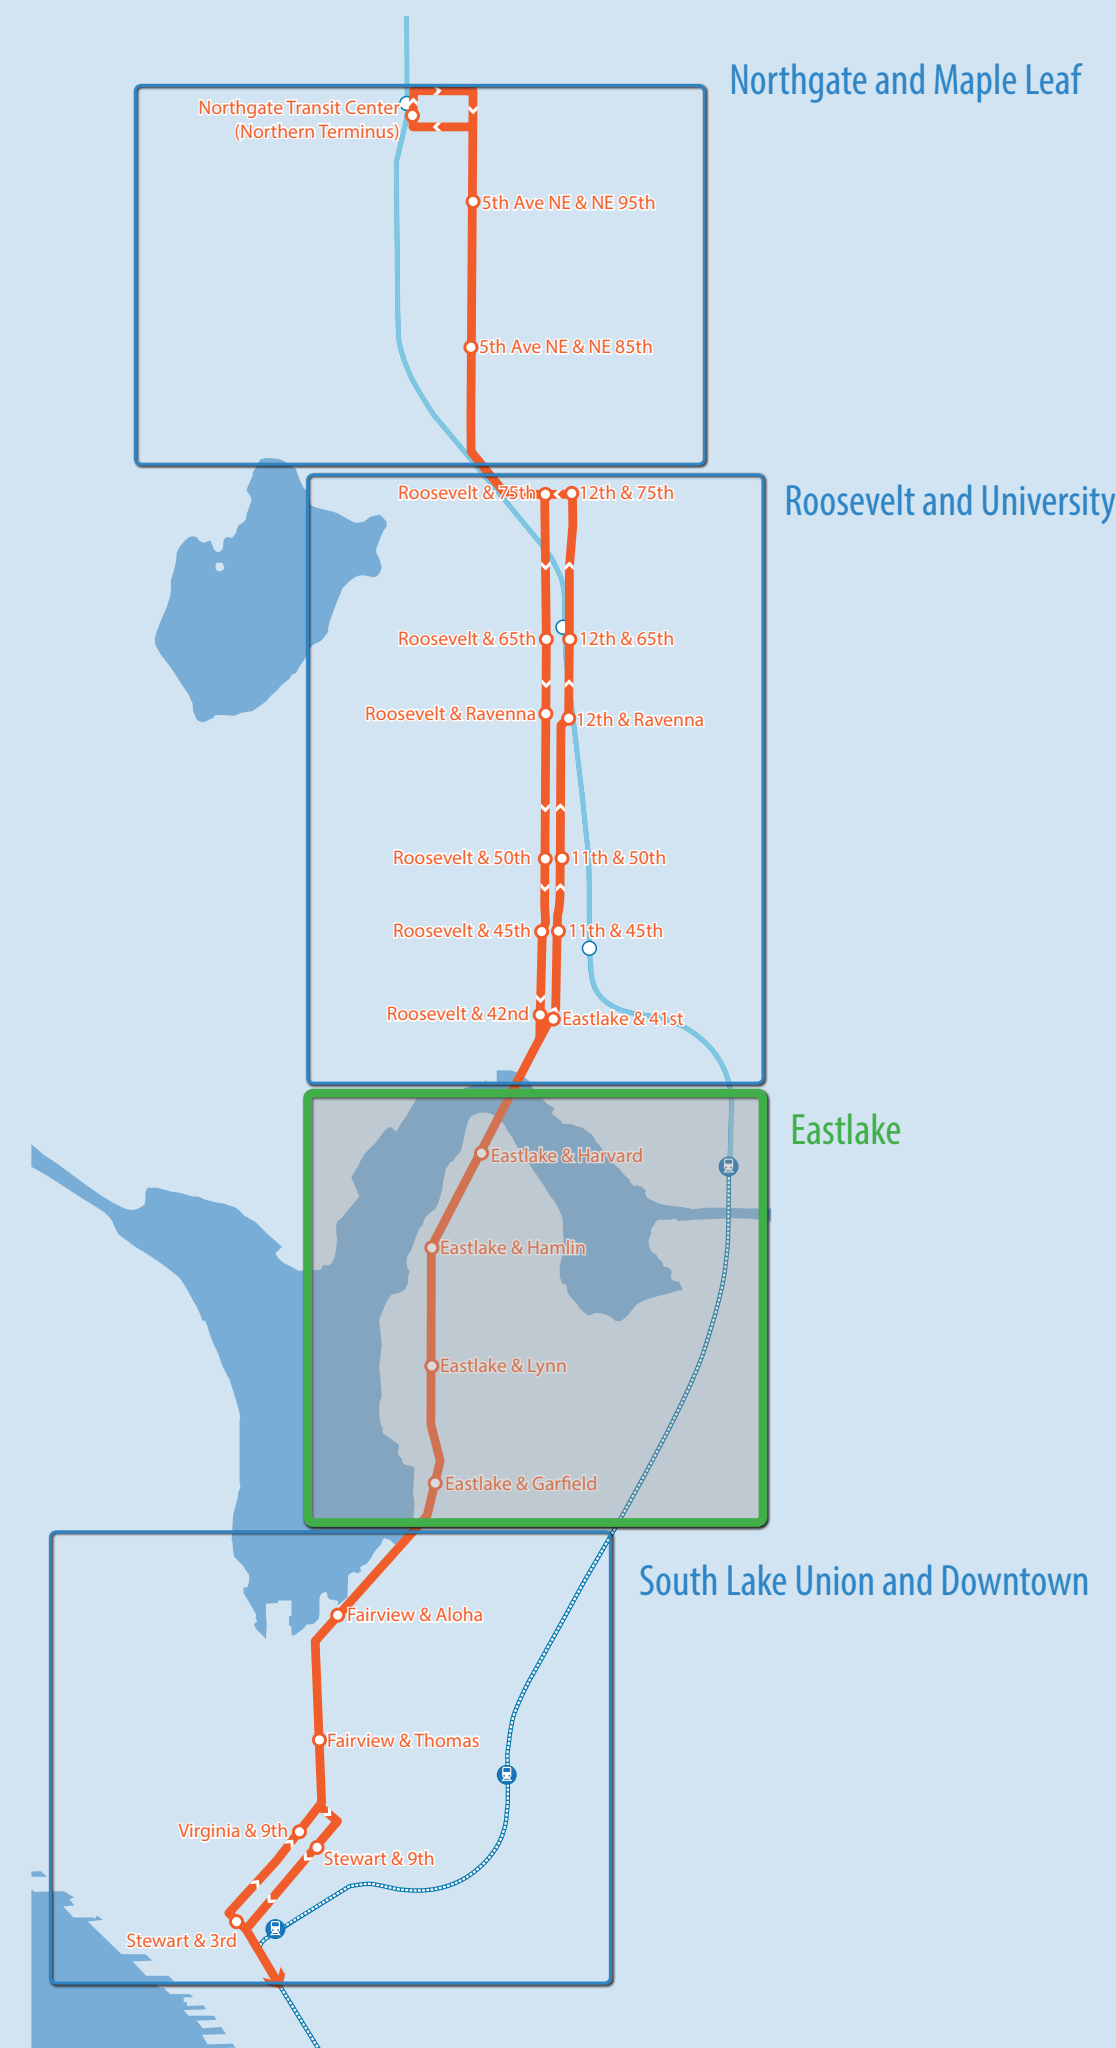 Northgate and Maple Leaf
Northgate Transit Center
(Northern Terminus)
5th Ave NE & NE 95th
5th Ave NE & NE 85th
Roosevelt and University
Roosevelt & 75th
12th & 75th
Roosevelt & 65th
12th & 65th
Roosevelt & Ravenna
12th & Ravenna
Roosevelt & 50th
11th & 50th
Roosevelt & 45th
11th & 45th
Roosevelt & 42nd
Eastlake & 41st
Eastlake
Eastlake & Harvard
Eastlake & Hamlin
Eastlake & Lynn
Eastlake & Garfield
South Lake Union and Downtown
Fairview & Aloha
Fairview & Thomas
Virginia & 9th
Stewart & 9th
Stewart & 3rd